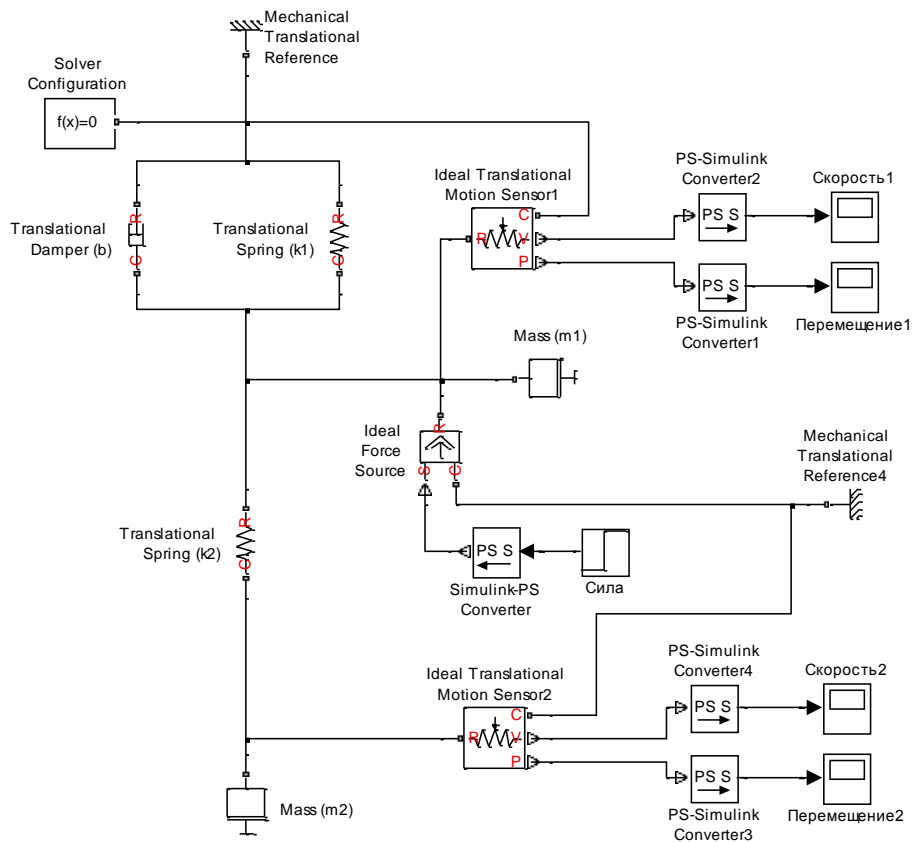 Mechanical
Translational
Reference
Solver
Configuration
f(x)=0
R
C
Translational
Damper (b)
Translational
Spring (k1)
R
C
Ideal Translational
Motion Sensor1
C
R
V
P
PS-Simulink
Converter2
PS S
Скорость1
PS S
PS-Simulink
Converter1
Перемещение1
Mass (m1)
Ideal
Force
Source
R
S
C
Mechanical
Translational
Reference4
Translational
Spring (k2)
R
C
PS S
Simulink-PS
Converter
Сила
Ideal Translational
Motion Sensor2
C
R
V
P
PS-Simulink
Converter4
PS S
Скорость2
PS S
PS-Simulink
Converter3
Перемещение2
Mass (m2)